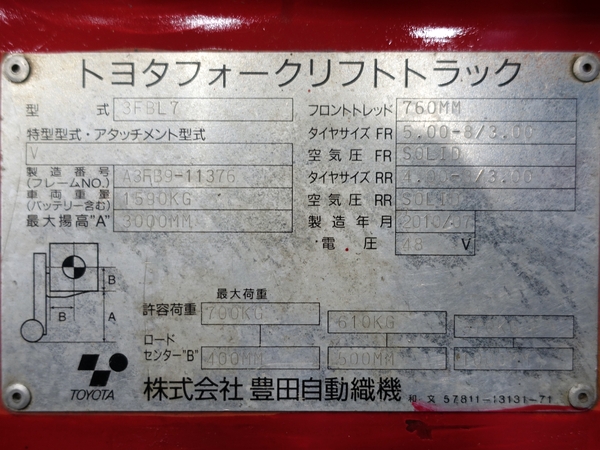 トヨタフォークリフトトラック
型 式 3FBL7
特型型式・アタッチメント型式
V
製造番号 (フレームNO.) A3FB9-11376
車両重量 (バッテリー含む) 1590KG
最大揚高"A" 3000MM
フロントトレッド 760MM
タイヤサイズ FR 5.00-8/3.00
空気圧 FR SOLID
タイヤサイズ RR
空気圧 RR
製造年月
電 圧 48 V
B
B
A
最大荷重
許容荷重 700KG 610KG
ロードセンター"B" 400MM 500MM
TOYOTA
株式会社 豊田自動織機
和 文 57811-13131-71